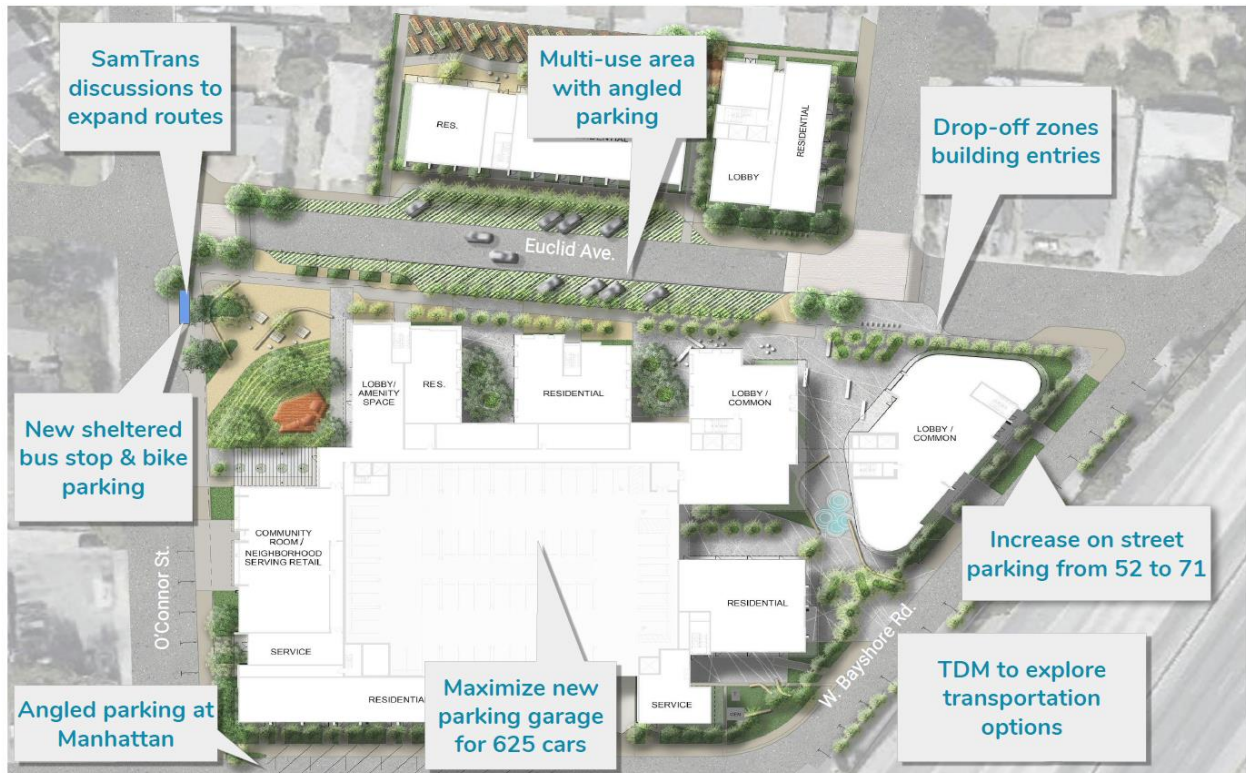 SamTrans
discussions to
expand routes
Multi-use area
with angled
parking
Drop-off zones
building entries
RES.
RESIDENTIAL
LOBBY
Euclid Ave.
New sheltered
bus stop & bike
parking
LOBBY/
AMENITY
SPACE
RES.
RESIDENTIAL
LOBBY /
COMMON
LOBBY /
COMMON
Increase on street
parking from 52 to 71
COMMUNITY
ROOM /
NEIGHBORHOOD
SERVING RETAIL
RESIDENTIAL
O'Connor St.
SERVICE
W. Bayshore Rd.
TDM to explore
transportation
options
Angled parking at
Manhattan
Maximize new
parking garage
for 625 cars
SERVICE